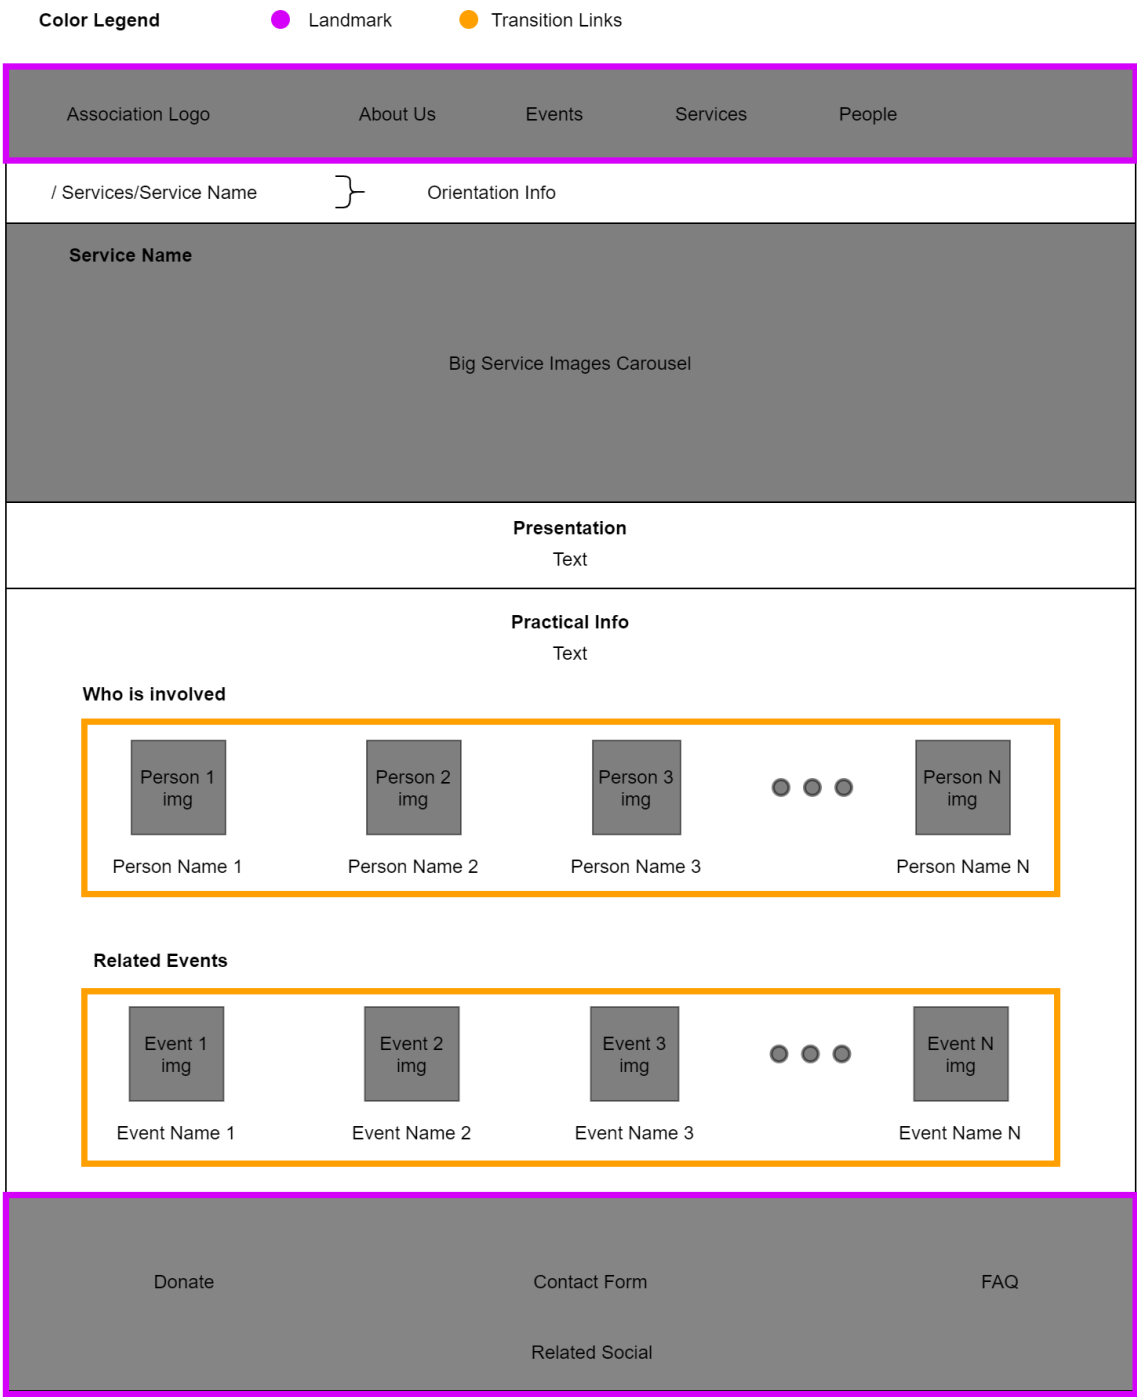 Color Legend Landmark Transition Links
Association Logo About Us Events Services People
/ Services/Service Name Orientation Info
Service Name
Big Service Images Carousel
Presentation
Text
Practical Info
Text
Who is involved
Person 1 img Person 2 img Person 3 img Person N img
Person Name 1 Person Name 2 Person Name 3 Person Name N
Related Events
Event 1 img Event 2 img Event 3 img Event N img
Event Name 1 Event Name 2 Event Name 3 Event Name N
Donate Contact Form FAQ
Related Social